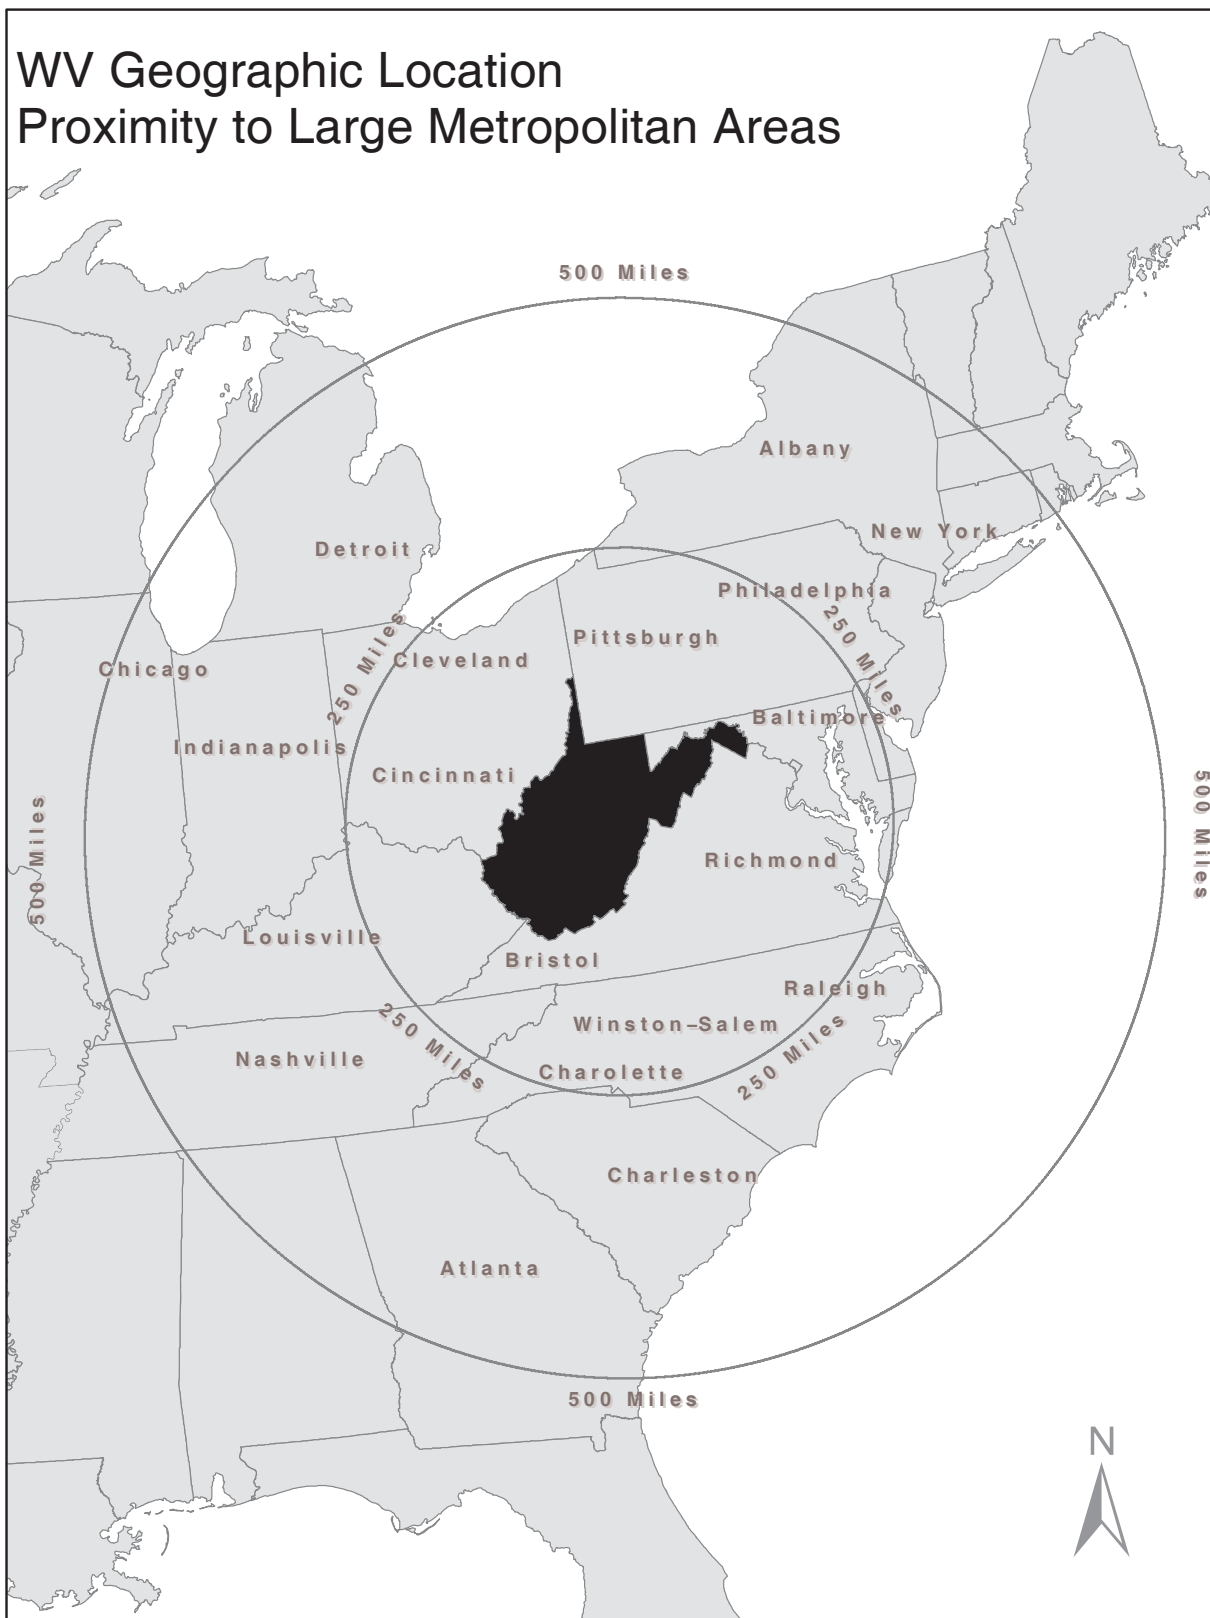 WV Geographic Location
Proximity to Large Metropolitan Areas
500 Miles
Albany
New York
Detroit
Philadelphia
250 Miles
Pittsburgh
250 Miles
Cleveland
Chicago
Baltimore
Indianapolis
Cincinnati
500 Miles
500 Miles
Richmond
Louisville
Bristol
Raleigh
Winston-Salem
250 Miles
250 Miles
Nashville
Charolette
Charleston
Atlanta
500 Miles
N